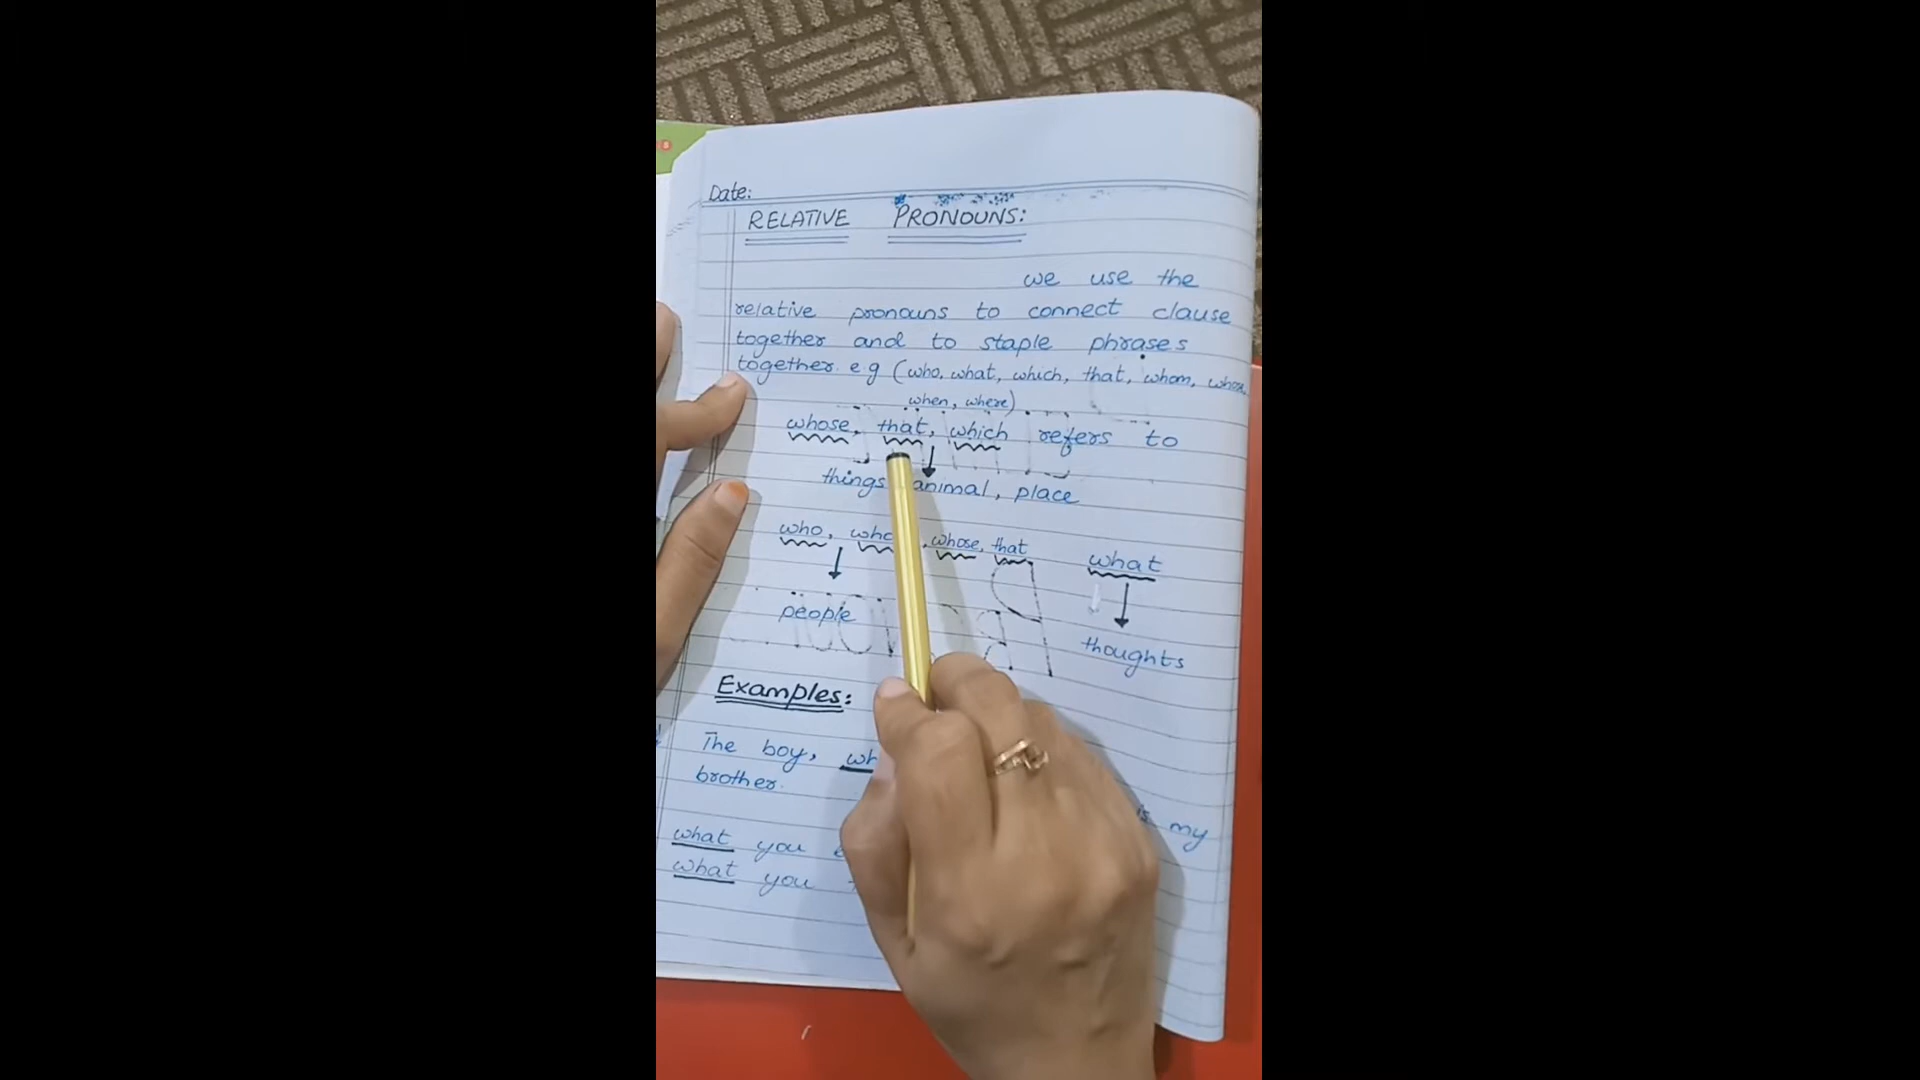 Date:
RELATIVE PRONOUNS:
we use the
relative pronouns to connect clause
together and to staple phrases
together. e.g (who, what, which, that, whom, whose,
when, where)
whose, that, which refers to
things animal, place
who, , whose, that
what
people
thoughts
Examples:
The boy, is my
brother.
what you
what you